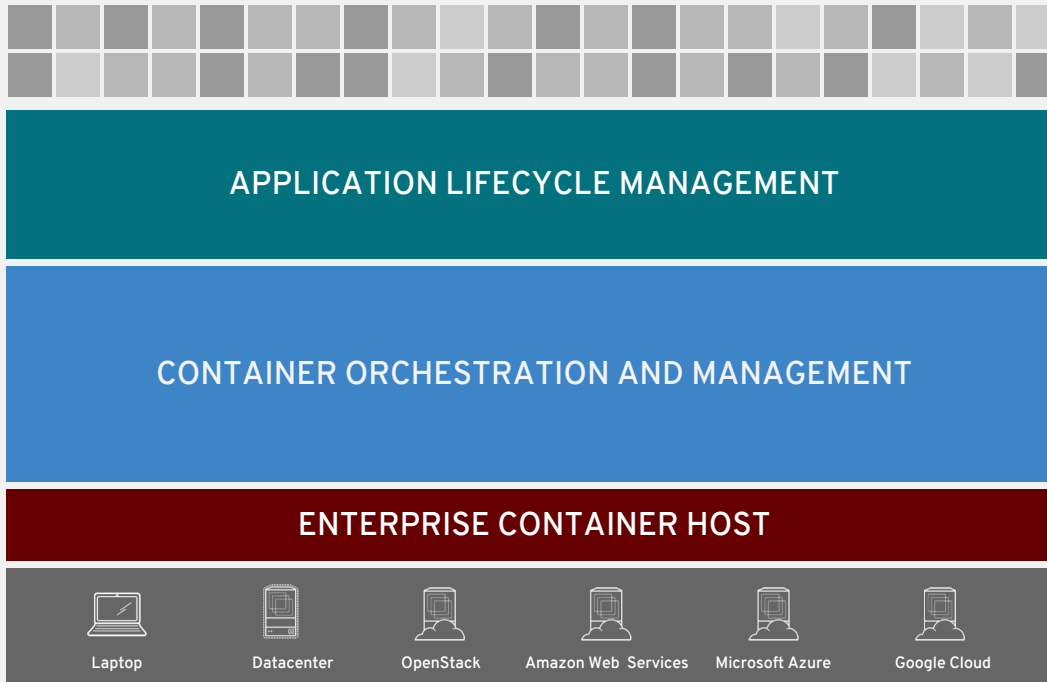 APPLICATION LIFECYCLE MANAGEMENT
CONTAINER ORCHESTRATION AND MANAGEMENT
ENTERPRISE CONTAINER HOST
Laptop
Datacenter
OpenStack
Amazon Web Services
Microsoft Azure
Google Cloud